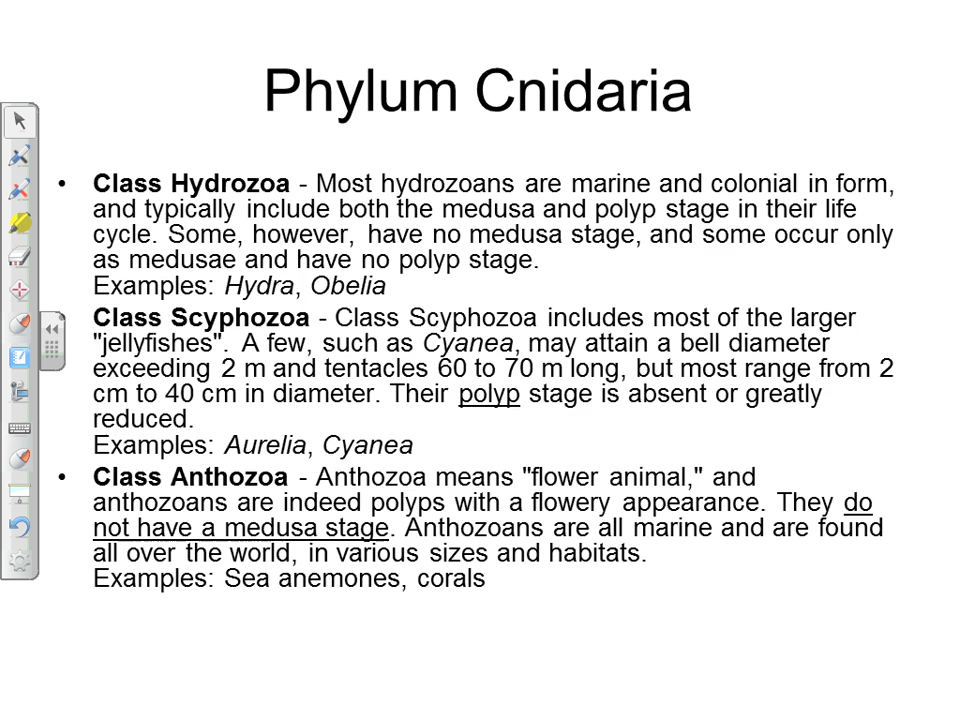 Phylum Cnidaria
• Class Hydrozoa - Most hydrozoans are marine and colonial in form,
and typically include both the medusa and polyp stage in their life
cycle. Some, however, have no medusa stage, and some occur only
as medusae and have no polyp stage.
Examples: Hydra, Obelia
Class Scyphozoa - Class Scyphozoa includes most of the larger
"jellyfishes". A few, such as Cyanea, may attain a bell diameter
exceeding 2 m and tentacles 60 to 70 m long, but most range from 2
cm to 40 cm in diameter. Their polyp stage is absent or greatly
reduced.
Examples: Aurelia, Cyanea
• Class Anthozoa - Anthozoa means "flower animal," and
anthozoans are indeed polyps with a flowery appearance. They do
not have a medusa stage. Anthozoans are all marine and are found
all over the world, in various sizes and habitats.
Examples: Sea anemones, corals